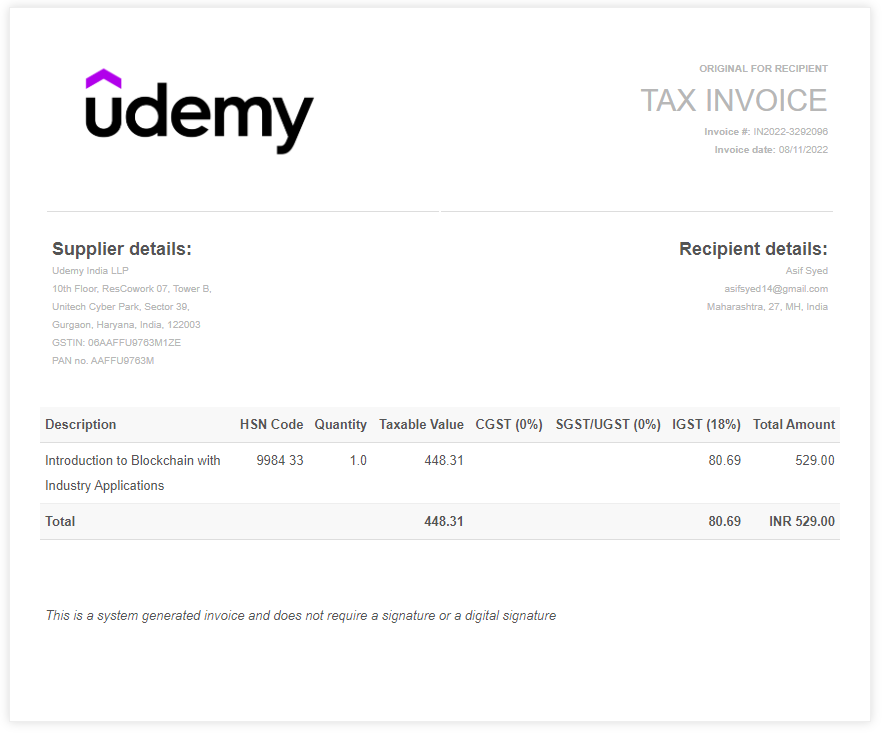 udemy
ORIGINAL FOR RECIPIENT
TAX INVOICE
Invoice #: IN2022-3292096
Invoice date: 08/11/2022
Supplier details:
Udemy India LLP
10th Floor, ResCowork 07, Tower B,
Unitech Cyber Park, Sector 39,
Gurgaon, Haryana, India, 122003
GSTIN: 06AAFFU9763M1ZE
PAN no. AAFFU9763M
Recipient details:
Asif Syed
asifsyed14@gmail.com
Maharashtra, 27, MH, India
Description HSN Code Quantity Taxable Value CGST (0%) SGST/UGST (0%) IGST (18%) Total Amount
Introduction to Blockchain with 9984 33 1.0 448.31 80.69 529.00
Industry Applications
Total 448.31 80.69 INR 529.00
This is a system generated invoice and does not require a signature or a digital signature